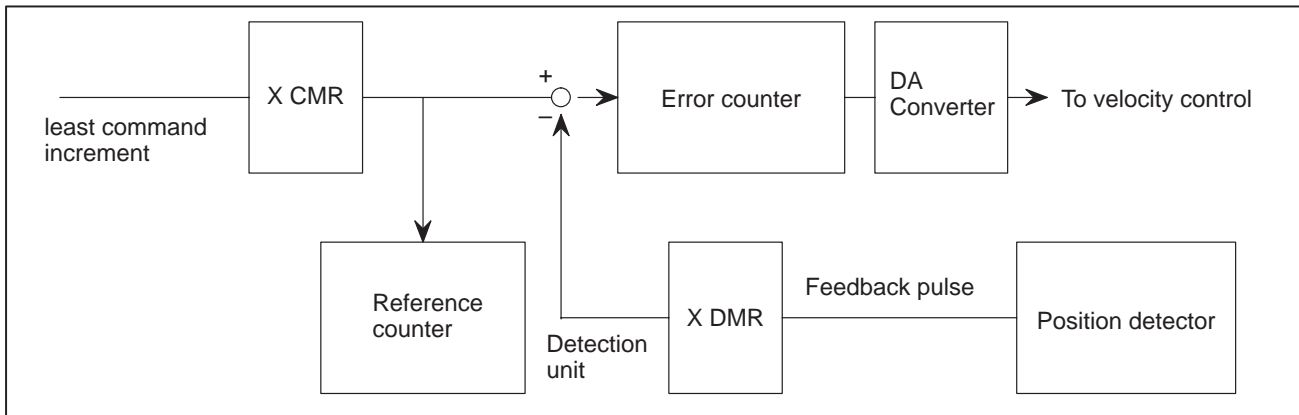 X CMR
least command
increment
+
−
Error counter
DA
Converter
To velocity control
Reference
counter
Detection
unit
X DMR
Feedback pulse
Position detector